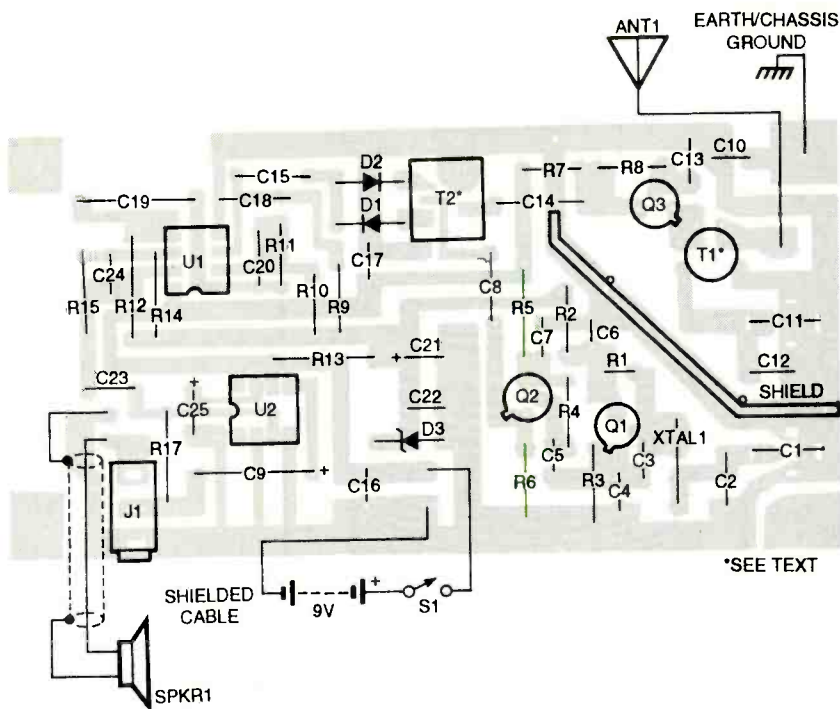 ANT1
EARTH/CHASSIS
GROUND
D2
C15
C19
C18
D1
T2*
R7
R8
C13
C10
C14
Q3
U1
R11
C20
C17
T1*
C24
R15
R12
R14
R10
R9
C8
R5
C7
R2
C6
C11
R13
+
C21
R1
C12
C23
+
C25
U2
C22
Q2
R4
SHIELD
D3
Q1
XTAL1
R17
C1
C9
+
C16
C5
R6
R3
C4
C3
C2
J1
*SEE TEXT
SHIELDED
CABLE
+
9V
S1
SPKR1